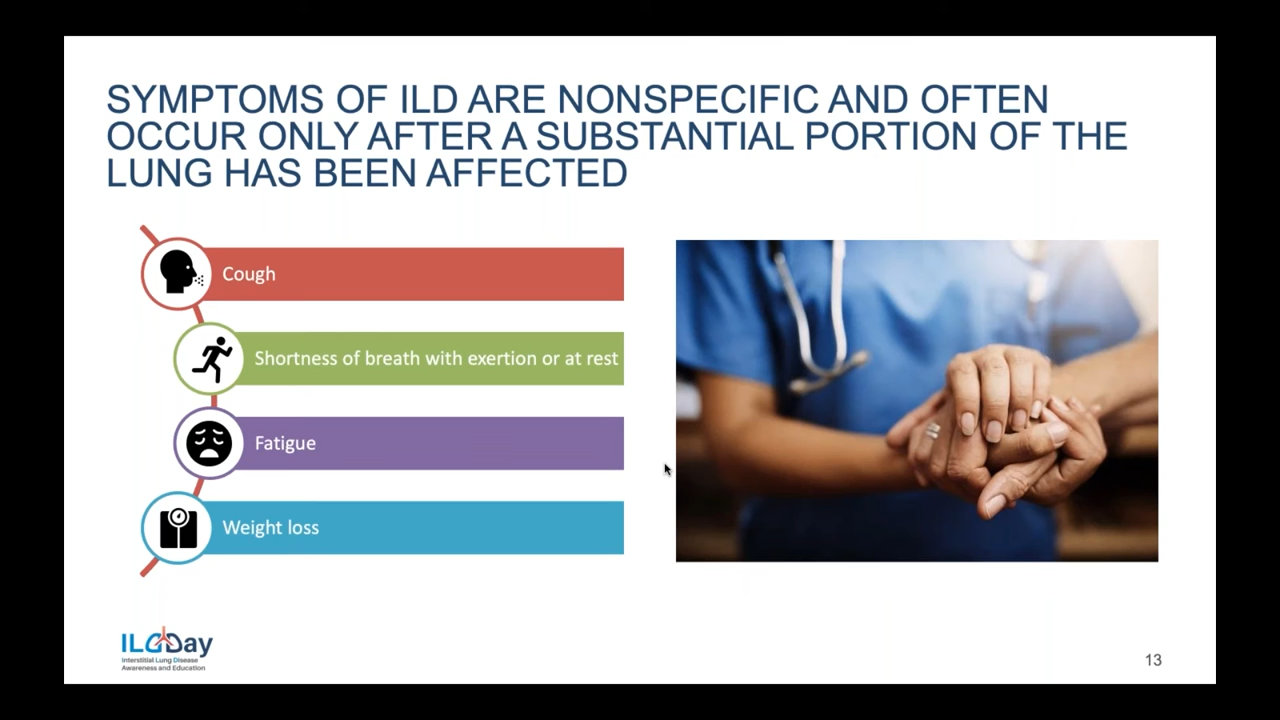 SYMPTOMS OF ILD ARE NONSPECIFIC AND OFTEN
OCCUR ONLY AFTER A SUBSTANTIAL PORTION OF THE
LUNG HAS BEEN AFFECTED
Cough
Shortness of breath with exertion or at rest
Fatigue
Weight loss
ILD Day
Interstitial Lung Disease
Awareness and Education
13